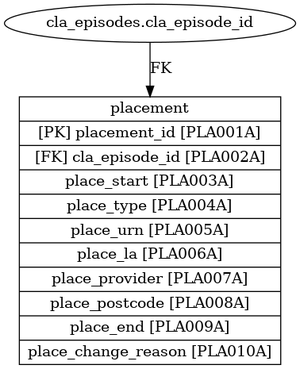 cla_episodes.cla_episode_id
FK
placement
[PK] placement_id [PLA001A]
[FK] cla_episode_id [PLA002A]
place_start [PLA003A]
place_type [PLA004A]
place_urn [PLA005A]
place_la [PLA006A]
place_provider [PLA007A]
place_postcode [PLA008A]
place_end [PLA009A]
place_change_reason [PLA010A]